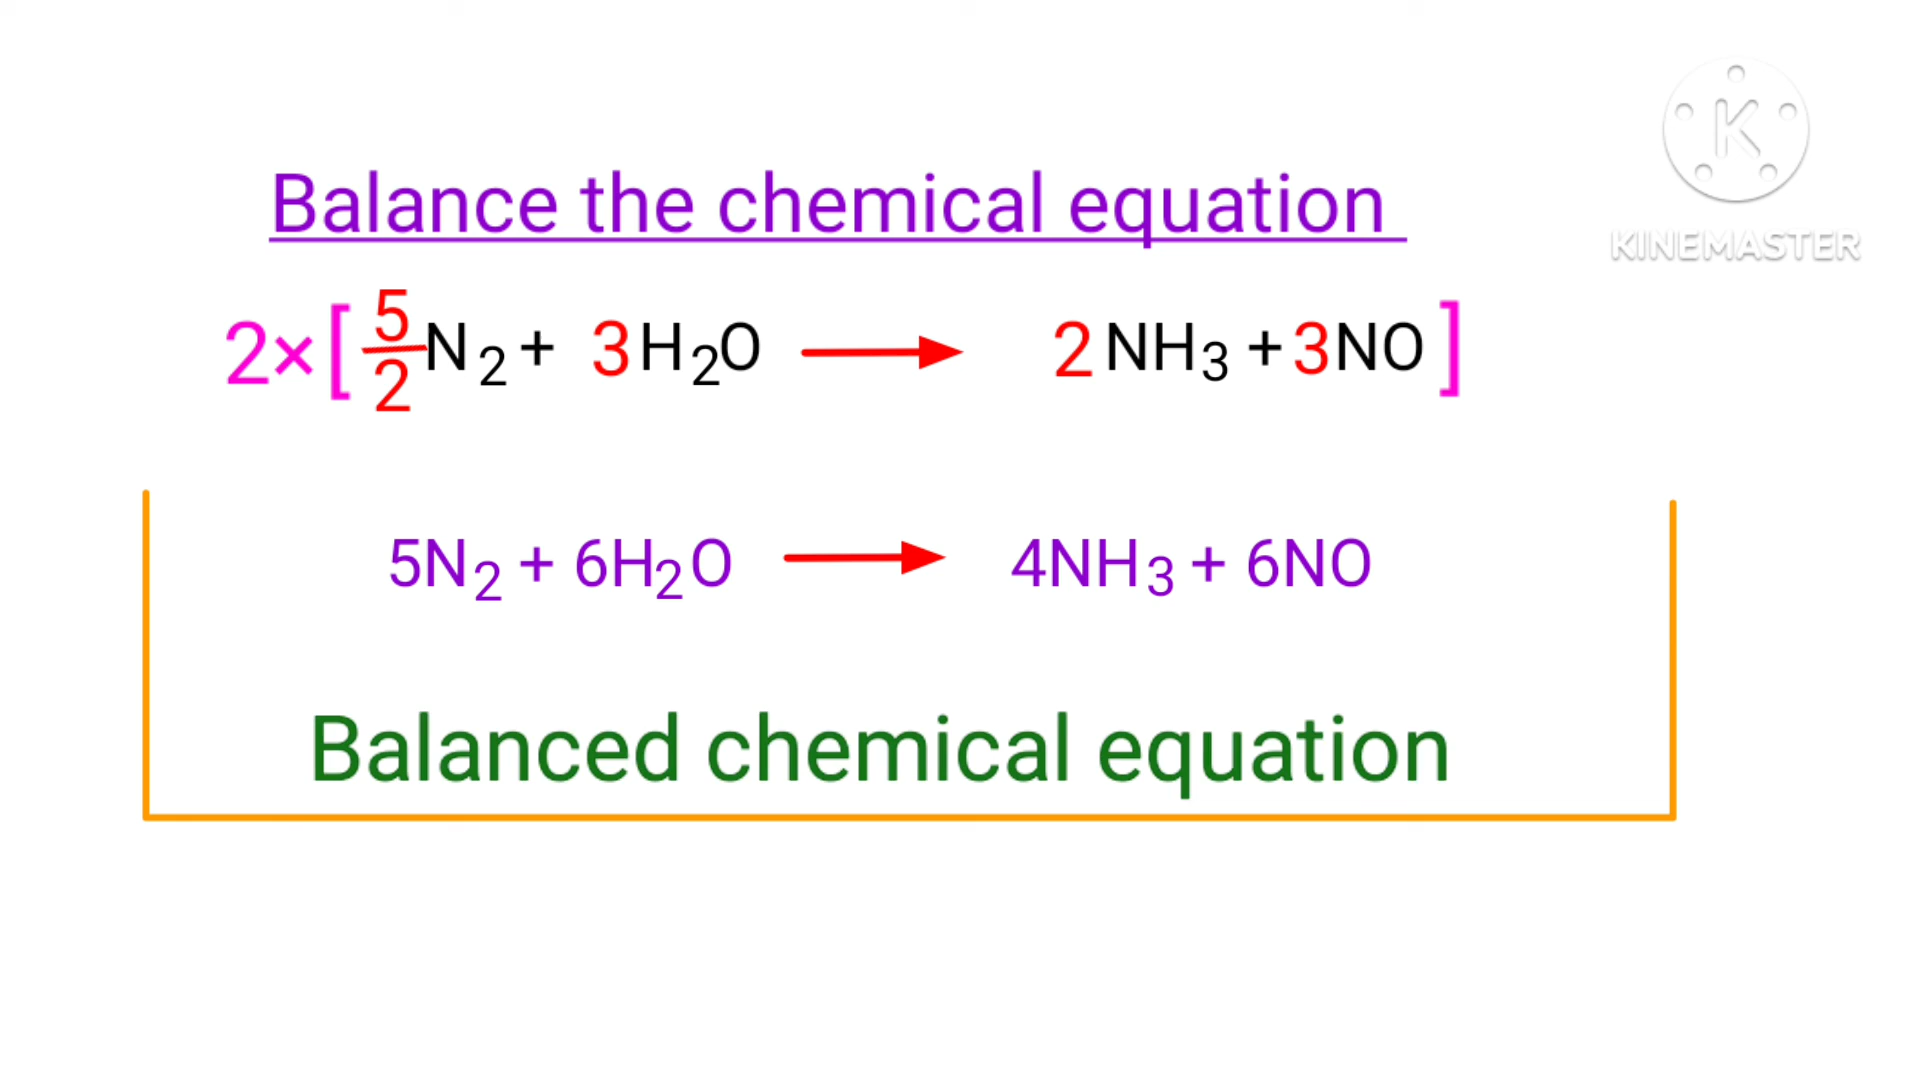 K
KINEMASTER
Balance the chemical equation
2×[5/2N₂+ 3H₂O ⟶ 2NH₃+3NO]
5N₂ + 6H₂O ⟶ 4NH₃ + 6NO
Balanced chemical equation